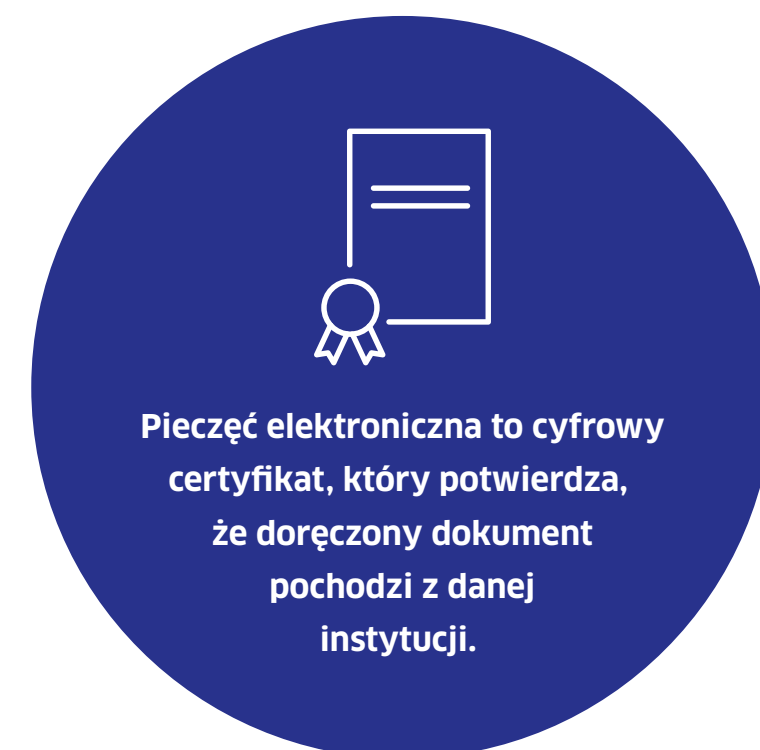 Pieczęć elektroniczna to cyfrowy
certyfikat, który potwierdza,
że doręczony dokument
pochodzi z danej
instytucji.